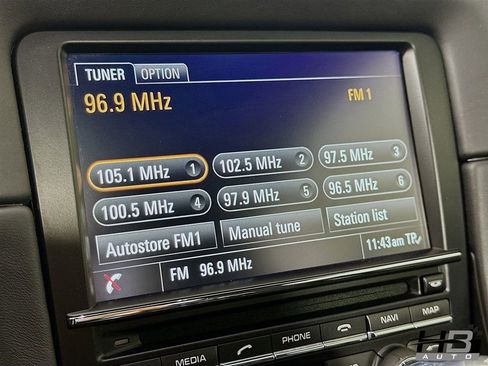 TUNER OPTION
96.9 MHz FM 1
105.1 MHz 1 102.5 MHz 2 97.5 MHz 3
100.5 MHz 4 97.9 MHz 5 96.5 MHz 6
Autostore FM1 Manual tune Station list
FM 96.9 MHz 11:43am TP
MEDIA PHONE NAVI MAP
HB
AUTO